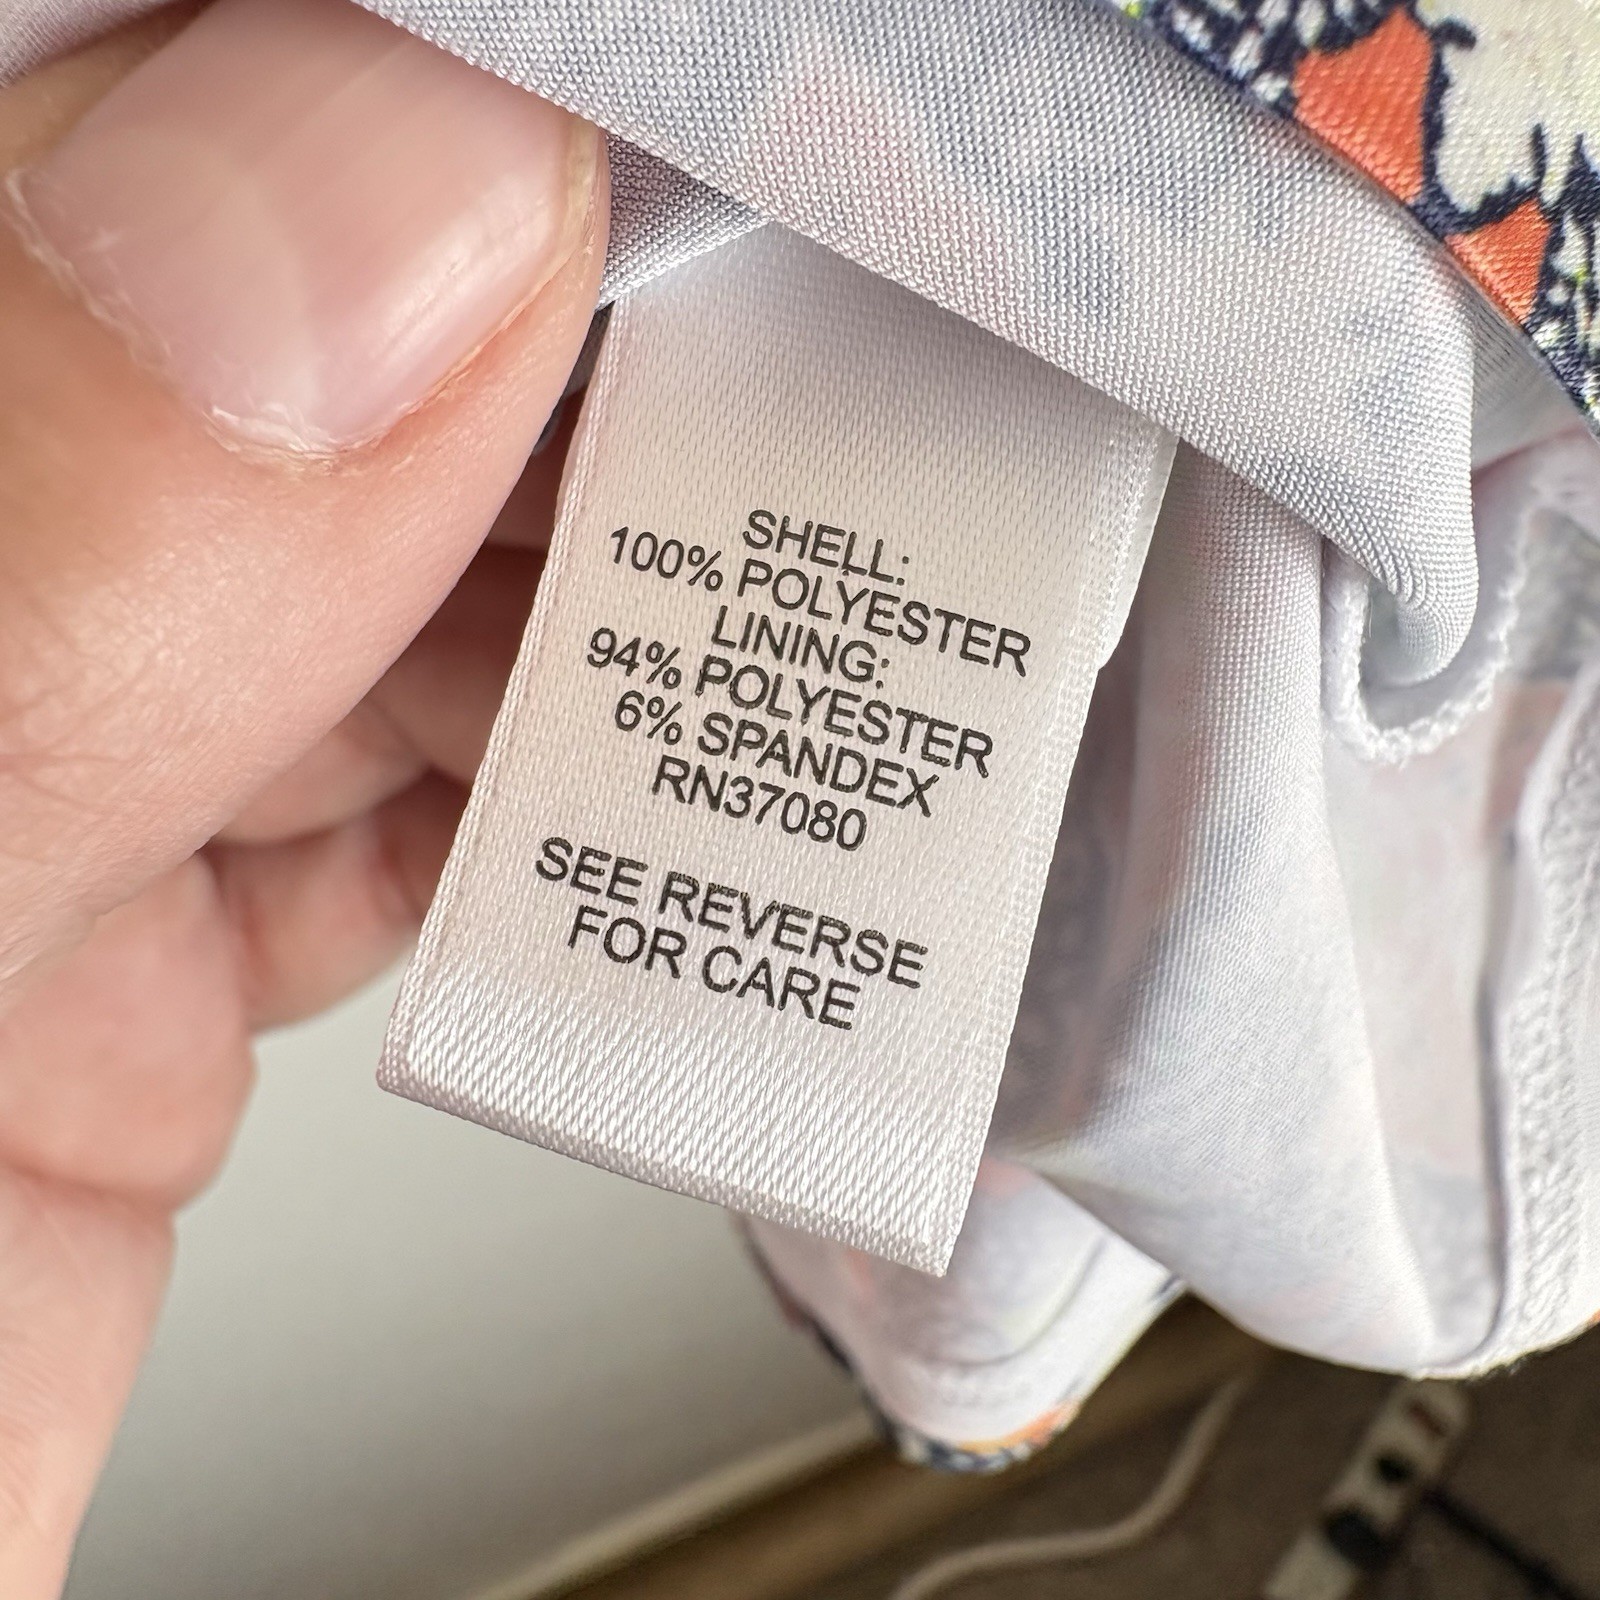 SHELL:
100% POLYESTER
LINING:
94% POLYESTER
6% SPANDEX
RN37080
SEE REVERSE
FOR CARE